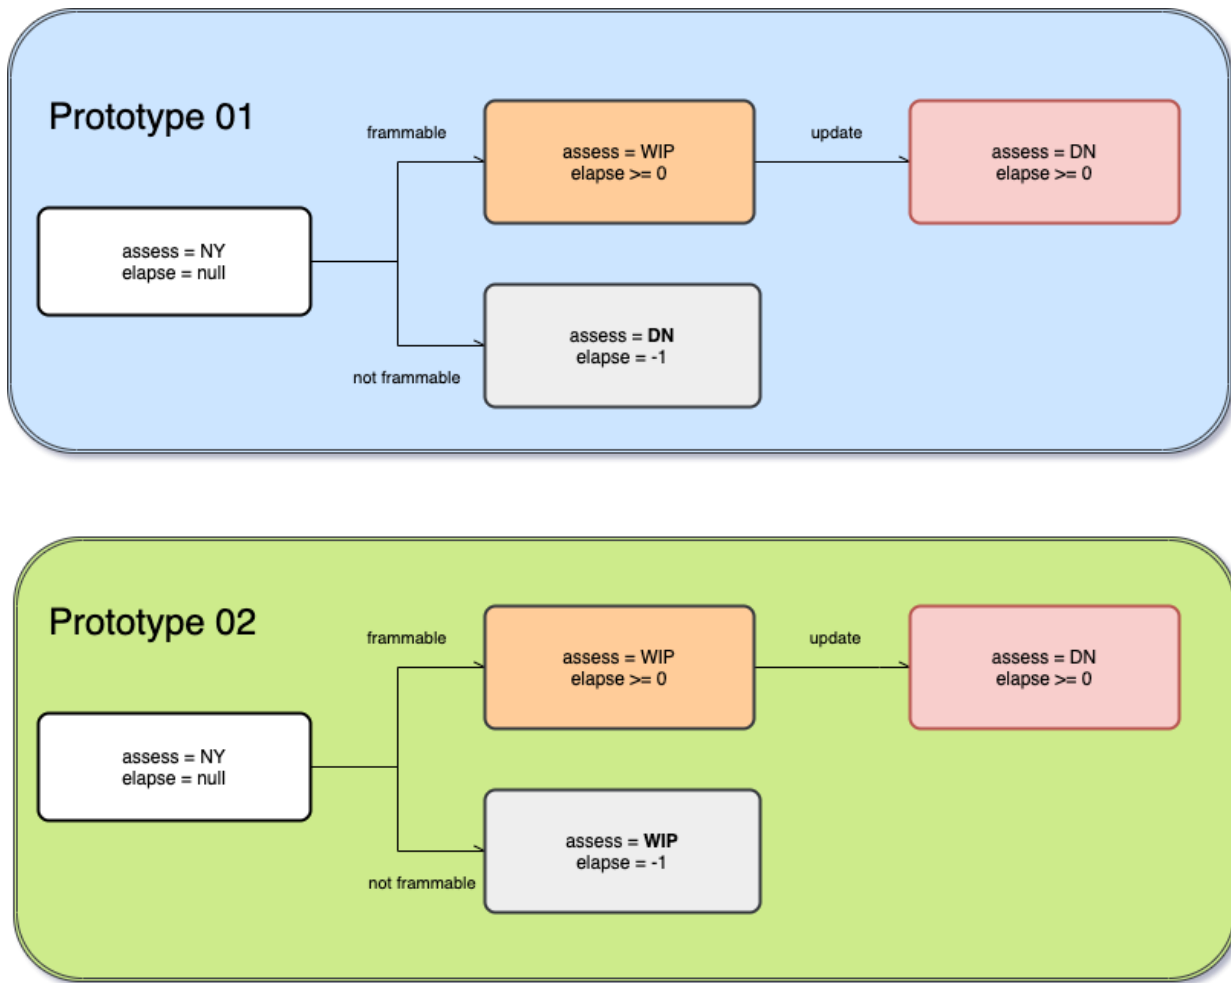 Prototype 01
frammable
update
assess = WIP
elapse >= 0
assess = DN
elapse >= 0
assess = NY
elapse = null
assess = DN
elapse = -1
not frammable
Prototype 02
frammable
update
assess = WIP
elapse >= 0
assess = DN
elapse >= 0
assess = NY
elapse = null
assess = WIP
elapse = -1
not frammable